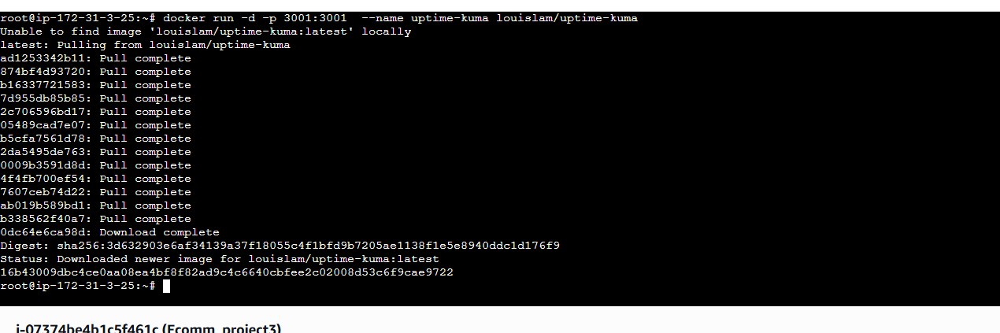 root@ip-172-31-3-25:~# docker run -d -p 3001:3001  --name uptime-kuma louislam/uptime-kuma
Unable to find image 'louislam/uptime-kuma:latest' locally
latest: Pulling from louislam/uptime-kuma
ad1253342b11: Pull complete
874bf4d93720: Pull complete
b16337721583: Pull complete
7d955db85b85: Pull complete
2c706596bd17: Pull complete
05489cad7e07: Pull complete
b5cfa7561d78: Pull complete
2da5495de763: Pull complete
0009b3591d8d: Pull complete
4f4fb700ef54: Pull complete
7607ceb74d22: Pull complete
ab019b589bd1: Pull complete
b338562f40a7: Pull complete
0dc64e6ca98d: Download complete
Digest: sha256:3d632903e6af34139a37f18055c4f1bfd9b7205ae1138f1e5e8940ddc1d176f9
Status: Downloaded newer image for louislam/uptime-kuma:latest
16b43009dbc4ce0aa08ea4bf8f82ad9c4c6640cbfee2c02008d53c6f9cae9722
root@ip-172-31-3-25:~#
i-07374be4b1c5f461c (Ecomm_project3)